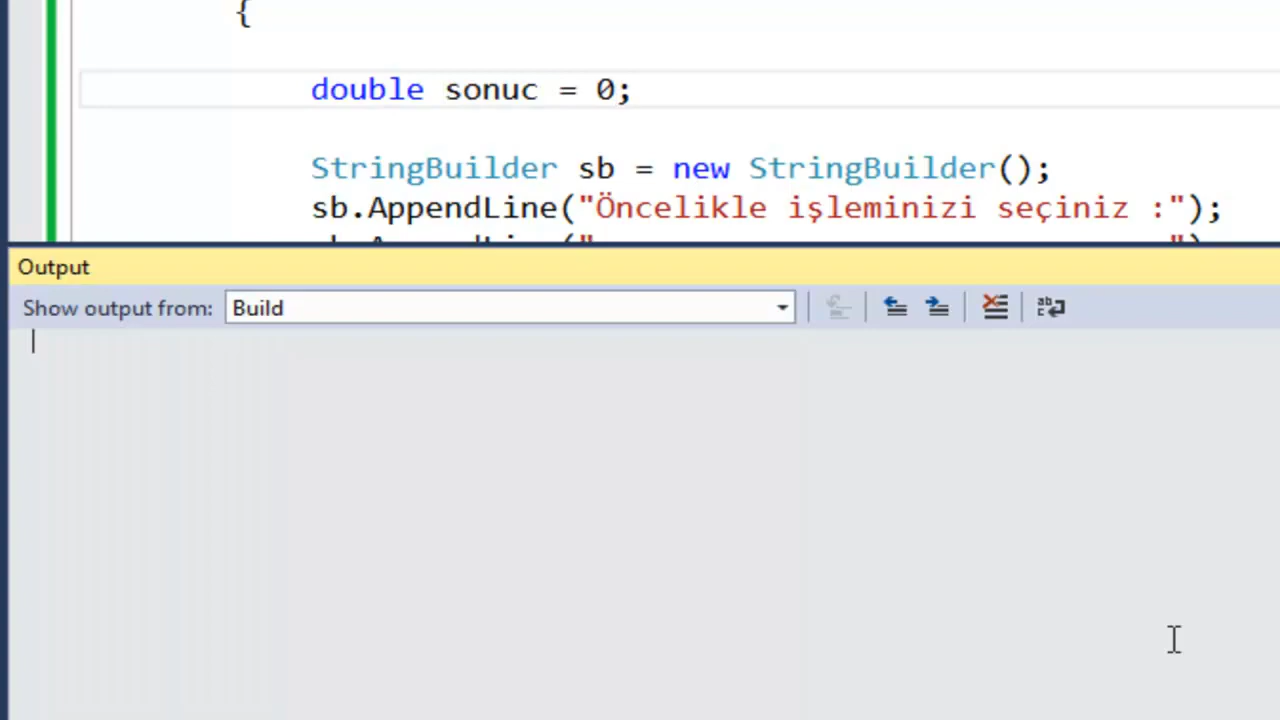 {
double sonuc = 0;
StringBuilder sb = new StringBuilder();
sb.AppendLine("Öncelikle işleminizi seçiniz :");
Output
Show output from: Build